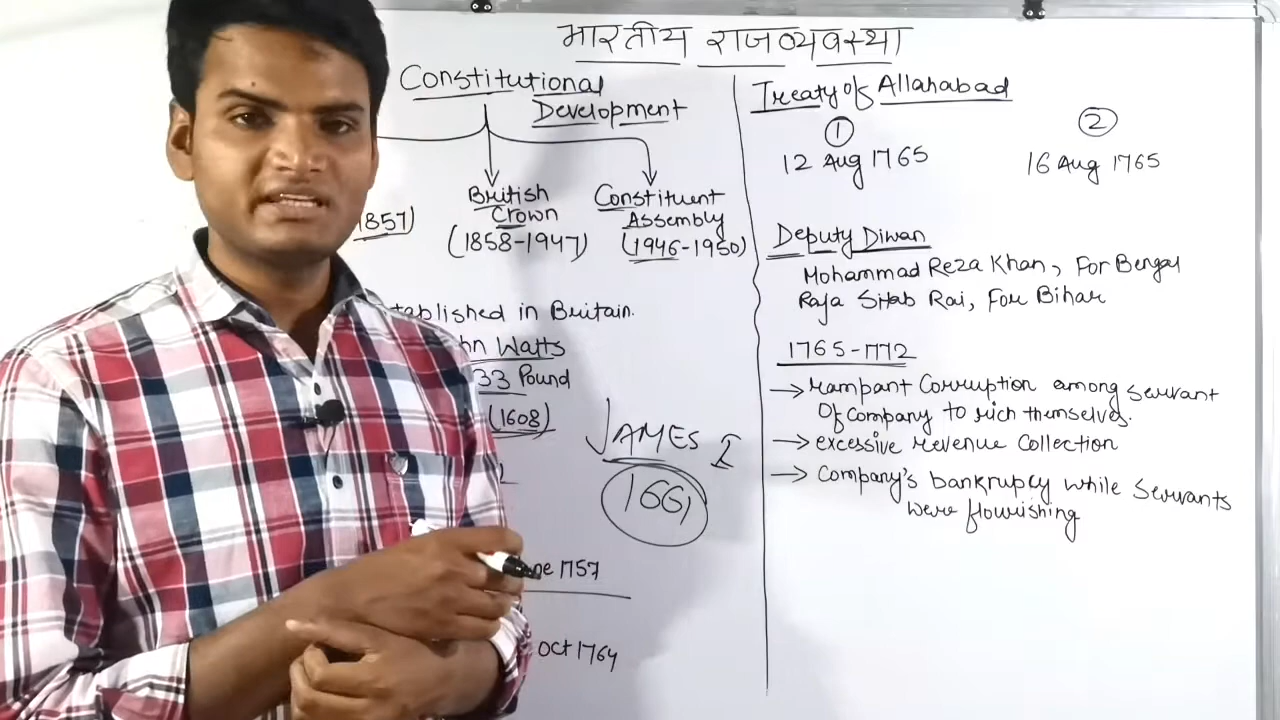 भारतीय राजव्यवस्था
Constitutional
Development
1857)
British
Crown
(1858-1947)
Constituent
Assembly
(1946-1950)
tablished in Britain.
hn Watts
33 Pound
(1608)
JAMES I
1661
ne 1757
Oct 1764
Treaty of Allahabad
1
12 Aug 1765
2
16 Aug 1765
Deputy Diwan
Mohammad Reza Khan, For Bengal
Raja Sitab Rai, For Bihar
1765-1772
→ rampant Corruption among servant
Of Company to rich themselves.
→ excessive revenue Collection
→ Company's bankrupcy while Servants
were flourishing